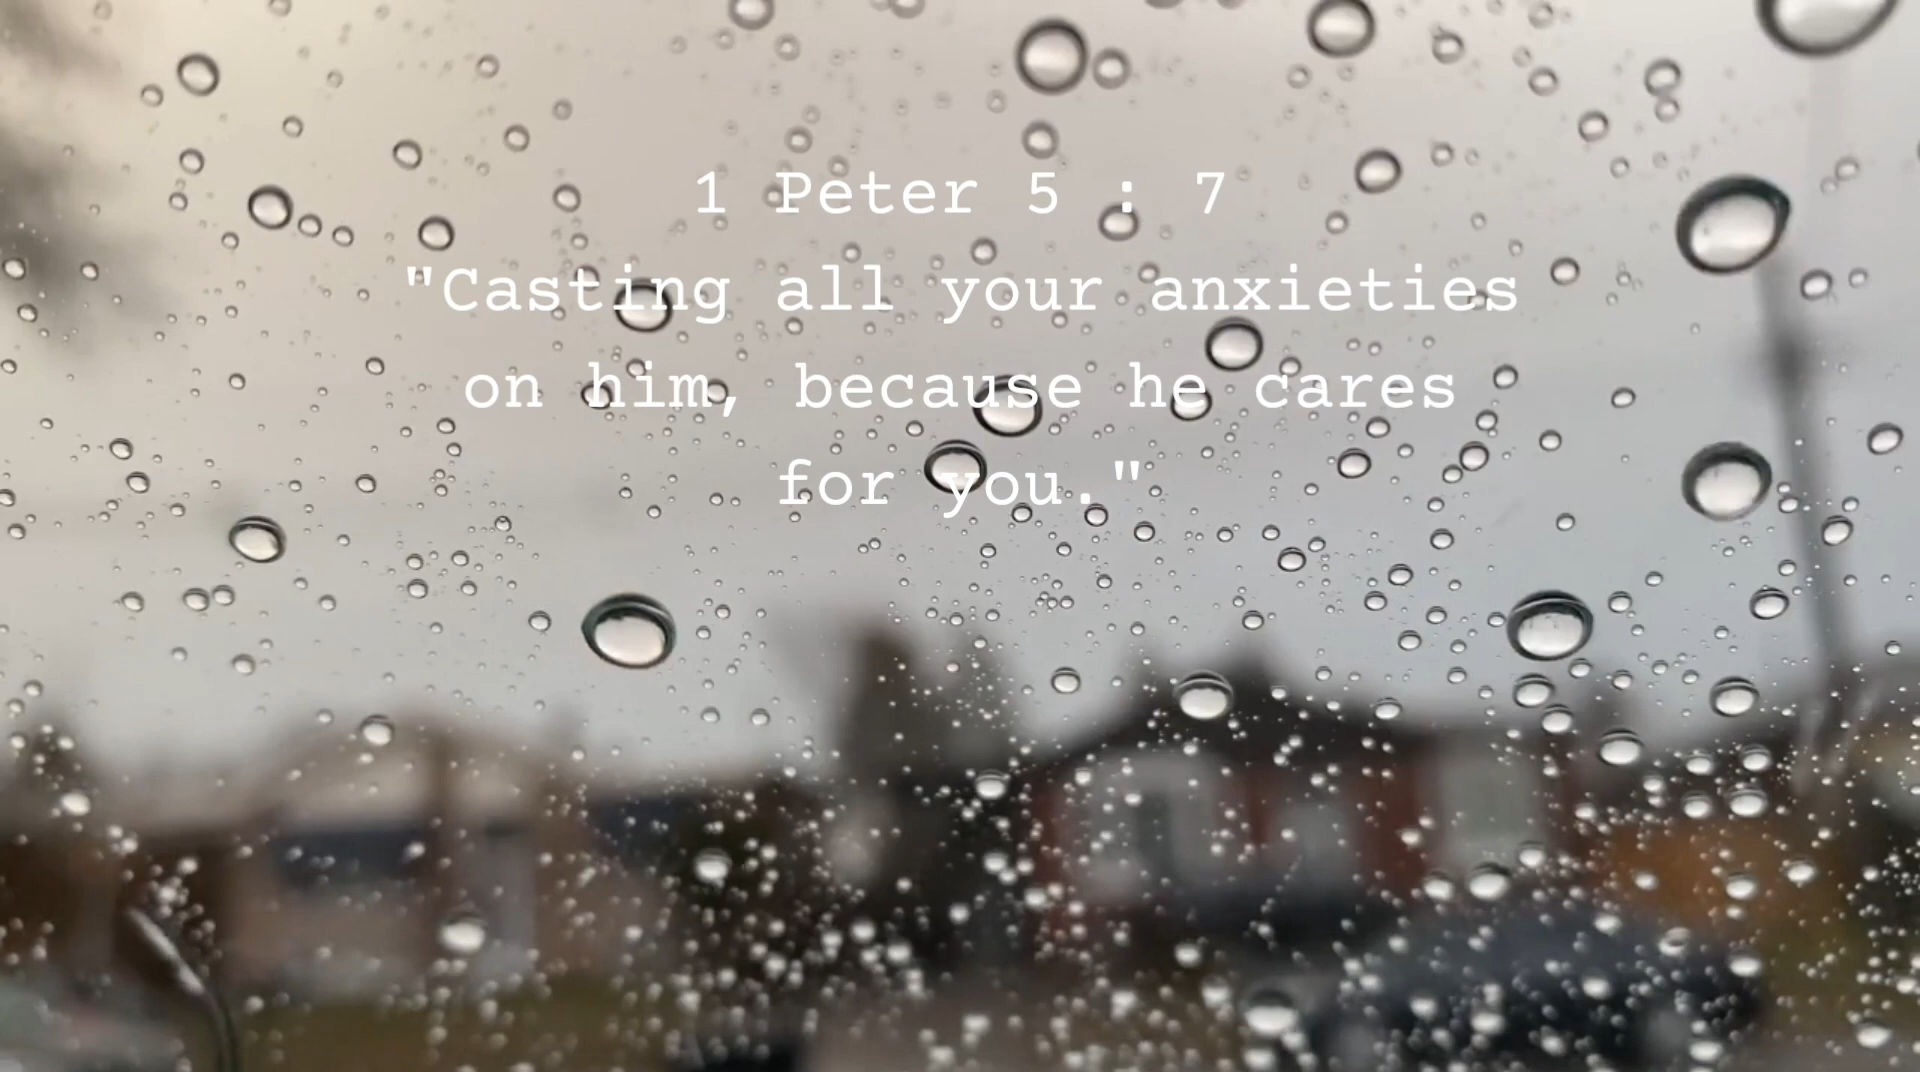 1 Peter 5 : 7
"Casting all your anxieties
on him, because he cares
for you."